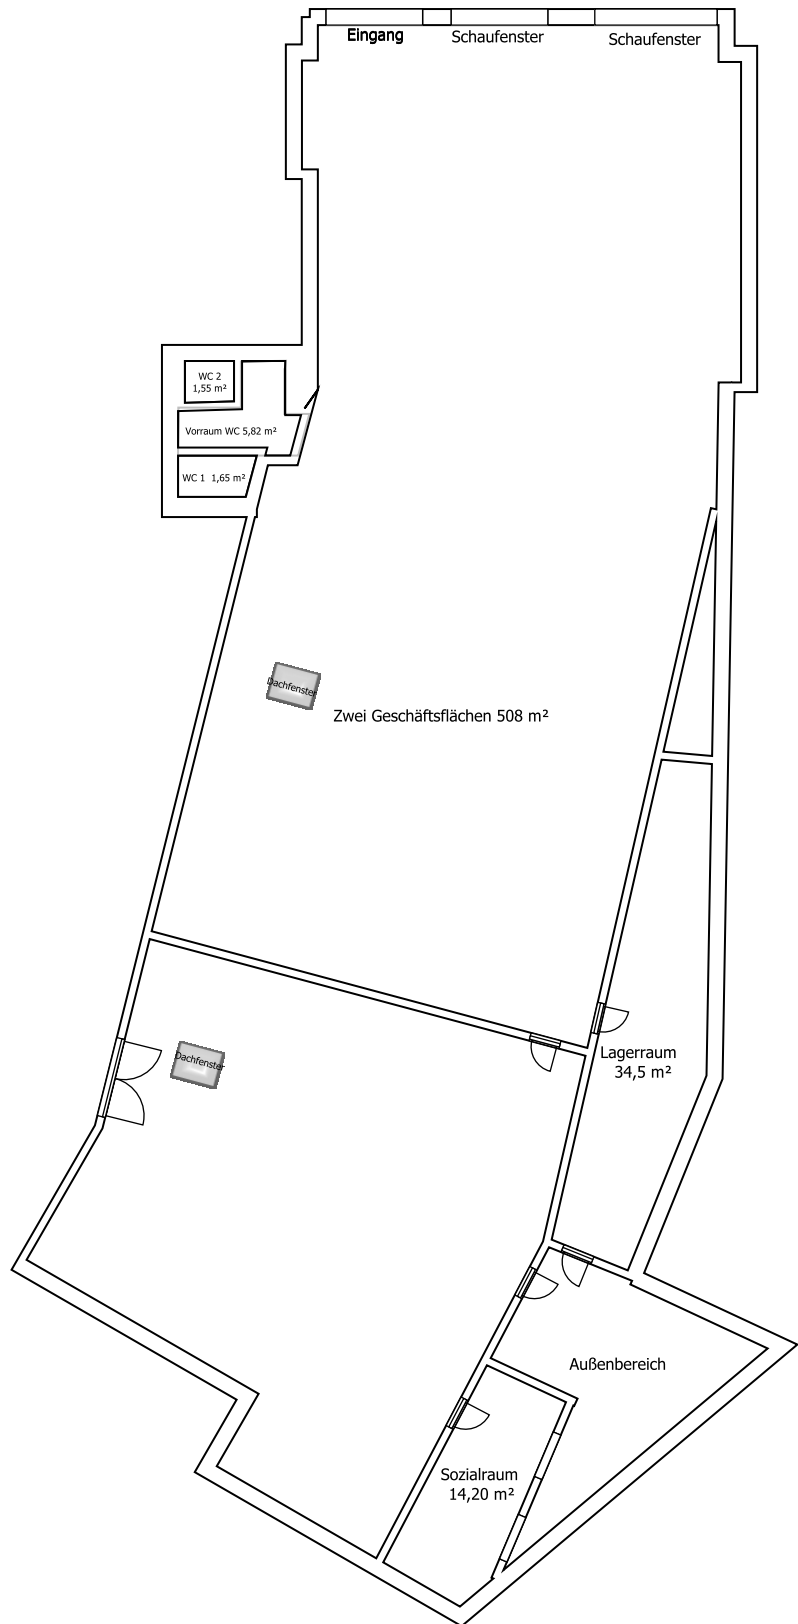 Eingang
Schaufenster
Schaufenster
WC 2
1,55 m²
Vorraum WC 5,82 m²
WC 1 1,65 m²
Dachfenster
Zwei Geschäftsflächen 508 m²
Dachfenster
Lagerraum
34,5 m²
Außenbereich
Sozialraum
14,20 m²